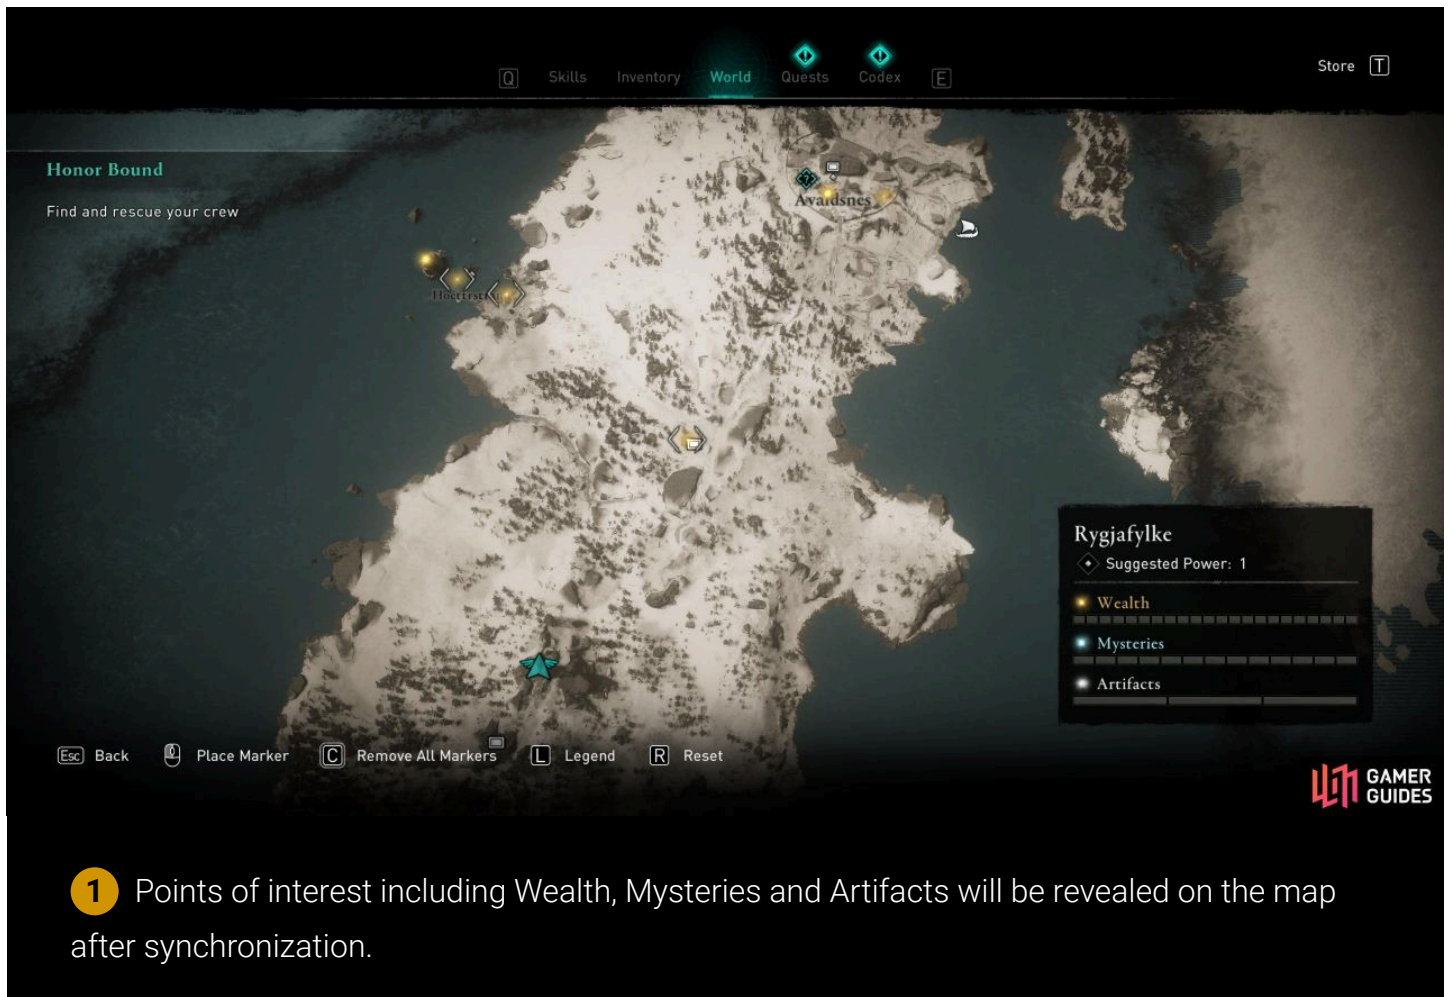 Q Skills Inventory World Quests Codex E
Store T
Honor Bound
Find and rescue your crew
Avaldsnes
Rygjafylke
Suggested Power: 1
Wealth
Mysteries
Artifacts
Esc Back Place Marker C Remove All Markers L Legend R Reset
GAMER
GUIDES
1 Points of interest including Wealth, Mysteries and Artifacts will be revealed on the map
after synchronization.